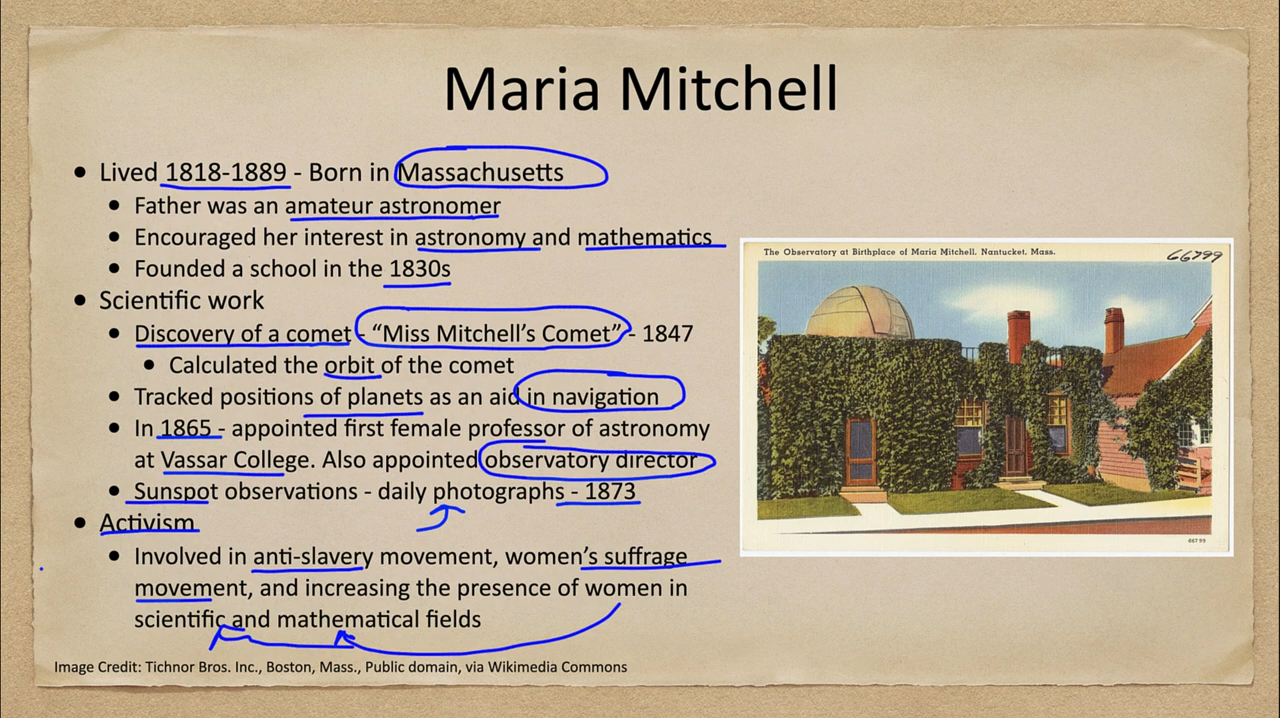 Maria Mitchell
• Lived 1818-1889 - Born in Massachusetts
• Father was an amateur astronomer
• Encouraged her interest in astronomy and mathematics
• Founded a school in the 1830s
• Scientific work
• Discovery of a comet - “Miss Mitchell’s Comet” - 1847
• Calculated the orbit of the comet
• Tracked positions of planets as an aid in navigation
• In 1865 - appointed first female professor of astronomy
at Vassar College. Also appointed observatory director
• Sunspot observations - daily photographs - 1873
• Activism
• Involved in anti-slavery movement, women’s suffrage
movement, and increasing the presence of women in
scientific and mathematical fields
The Observatory at Birthplace of Maria Mitchell, Nantucket, Mass.
66799
66799
Image Credit: Tichnor Bros. Inc., Boston, Mass., Public domain, via Wikimedia Commons